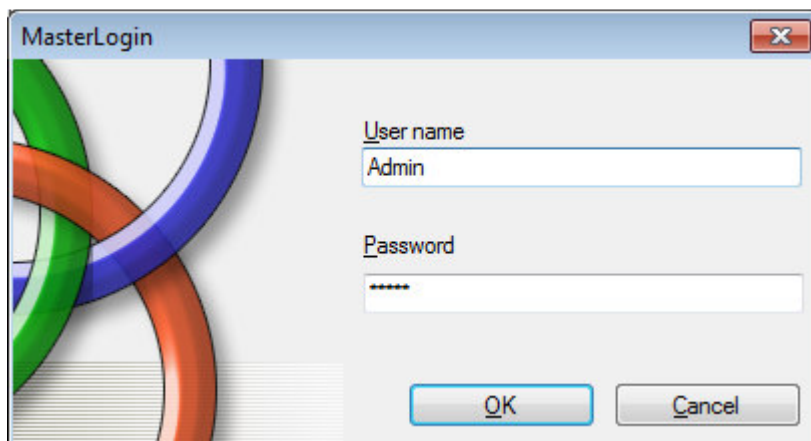 MasterLogin
User name
Admin
Password
*****
OK
Cancel